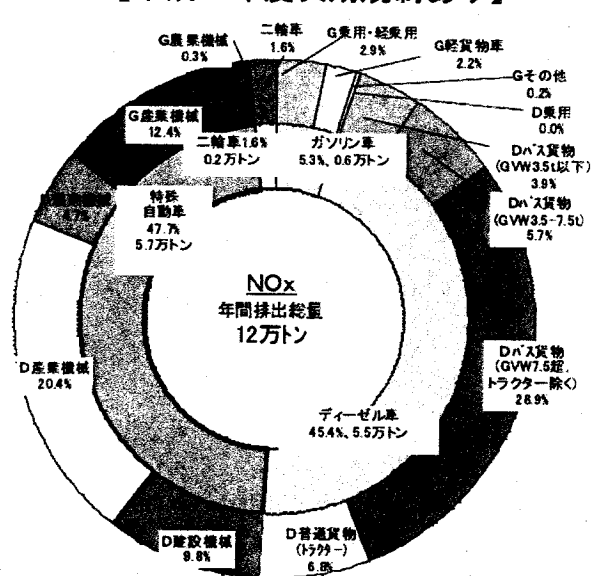 二輪車
1.6%
G乗用・軽乗用
2.9%
G軽貨物車
2.2%
Gその他
0.2%
D乗用
0.0%
Dバス貨物
(GVW3.5t以下)
3.9%
Dバス貨物
(GVW3.5-7.5t)
5.7%
Dバス貨物
(GVW7.5超,
トラクター除く)
28.9%
D普通貨物
(トラクター)
6.8%
D建設機械
9.8%
D産業機械
20.4%
4.7%
G産業機械
12.4%
G農業機械
0.3%
二輪車1.6%
0.2万トン
ガソリン車
5.3%, 0.6万トン
特殊
自動車
47.7%
5.7万トン
ディーゼル車
45.4%、5.5万トン
NOx
年間排出総量
12万トン